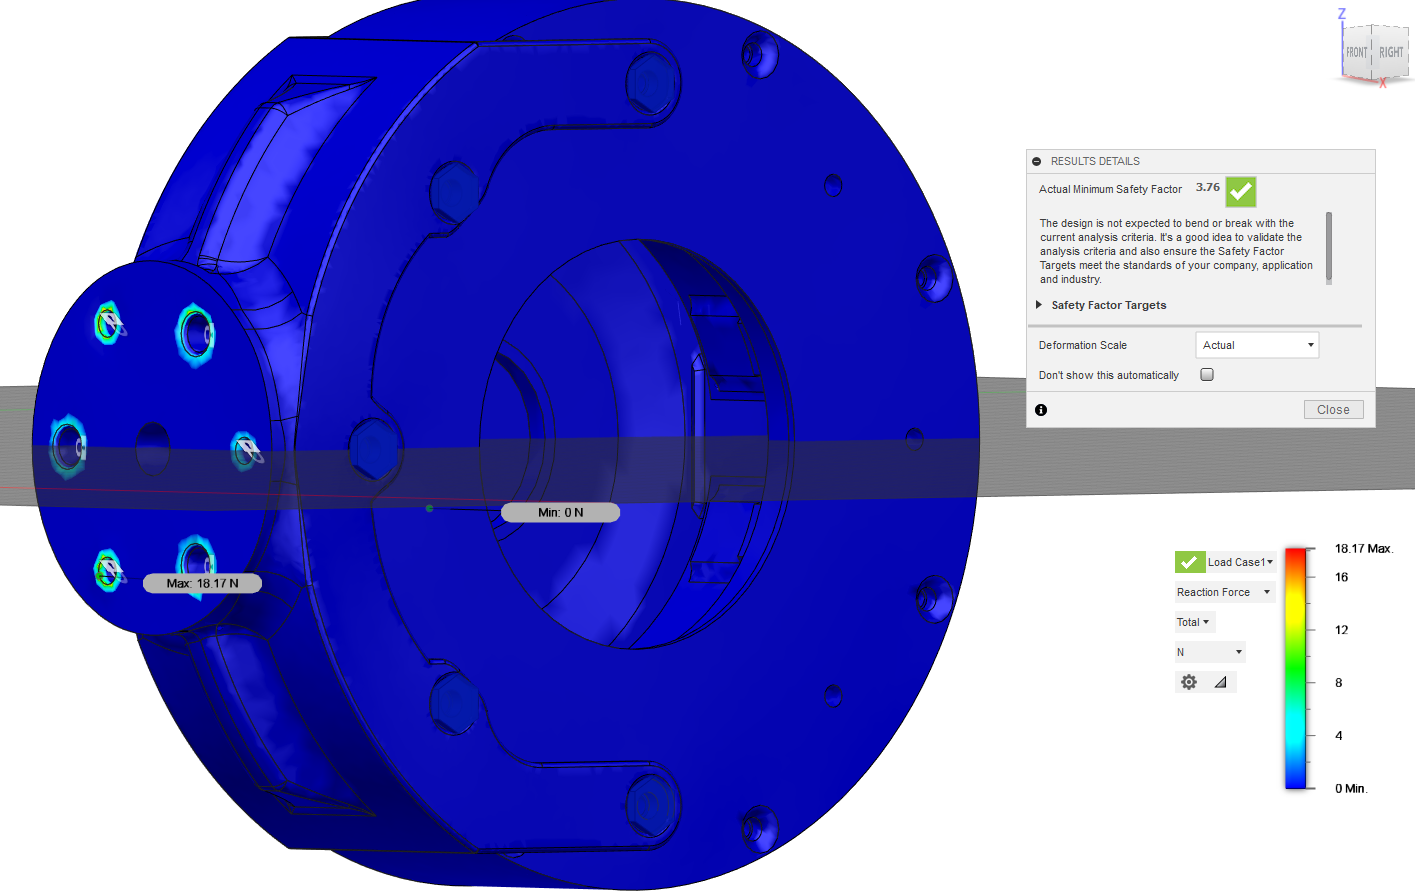 Z
FRONT
RIGHT
X
RESULTS DETAILS
Actual Minimum Safety Factor 3.76
The design is not expected to bend or break with the
current analysis criteria. It's a good idea to validate the
analysis criteria and also ensure the Safety Factor
Targets meet the standards of your company, application
and industry.
Safety Factor Targets
Deformation Scale Actual
Don't show this automatically
Close
Min: 0 N
Max: 18.17 N
Load Case1
Reaction Force
Total
N
18.17 Max.
16
12
8
4
0 Min.